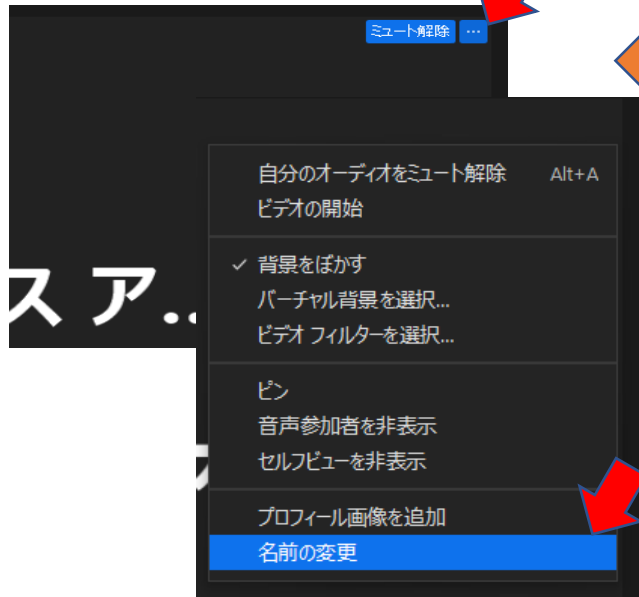 ミュート解除 …
自分のオーディオをミュート解除 Alt+A
ビデオの開始
✓ 背景をぼかす
バーチャル背景を選択...
ビデオ フィルターを選択...
ス ア...
ピン
音声参加者を非表示
セルフビューを非表示
プロフィール画像を追加
名前の変更